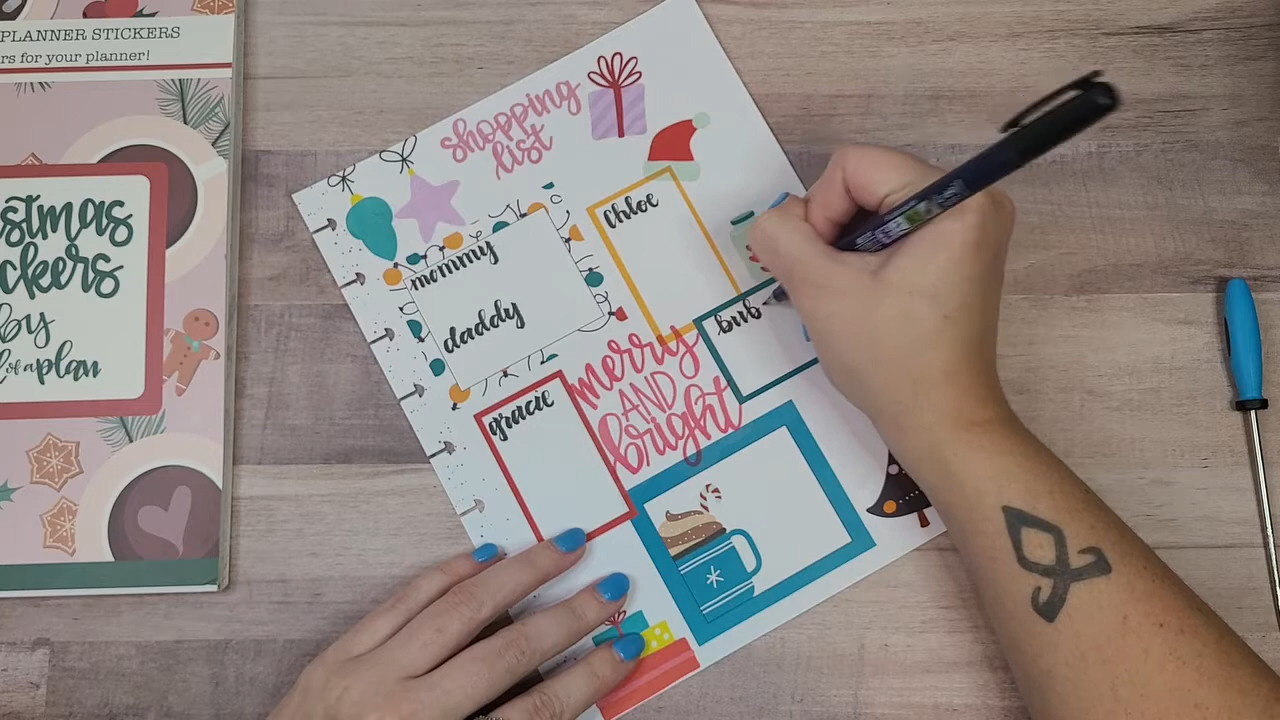 PLANNER STICKERS
rs for your planner!
stmas
ckers
by
of a plan
shopping
list
Chloe
mommy
daddy
bub
merry
AND
bright
gracie